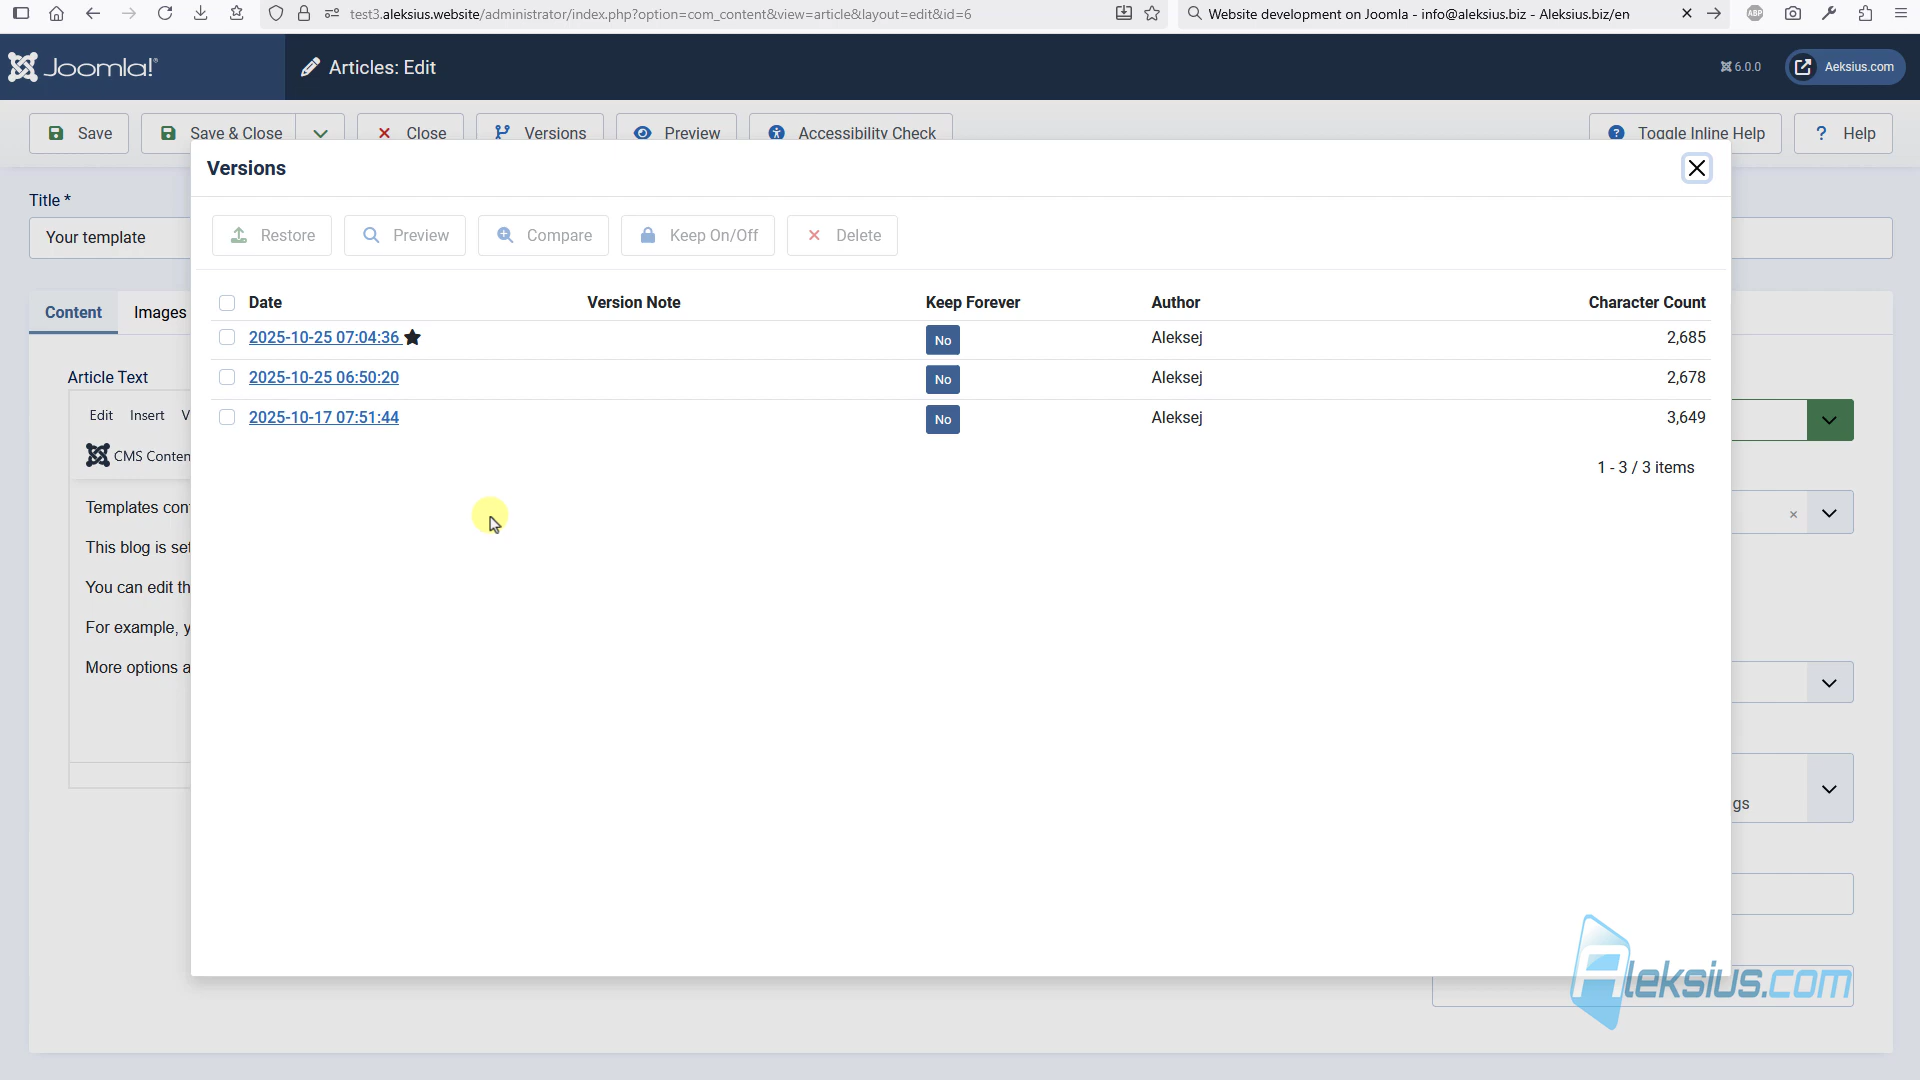 test3.aleksius.website/administrator/index.php?option=com_content&view=article&layout=edit&id=6
Website development on Joomla - info@aleksius.biz - Aleksius.biz/en
ABP
Joomla!
Articles: Edit
6.0.0
Aeksius.com
Save
Save & Close
Close
Versions
Preview
Accessibility Check
Toggle Inline Help
? Help
Versions
Title *
Your template
Restore
Preview
Compare
Keep On/Off
Delete
Content
Images
Date Version Note Keep Forever Author Character Count
2025-10-25 07:04:36 No Aleksej 2,685
2025-10-25 06:50:20 No Aleksej 2,678
2025-10-17 07:51:44 No Aleksej 3,649
1 - 3 / 3 items
Article Text
Edit Insert V
CMS Conten
Templates con
This blog is set
You can edit th
For example, y
More options a
gs
Aleksius.com